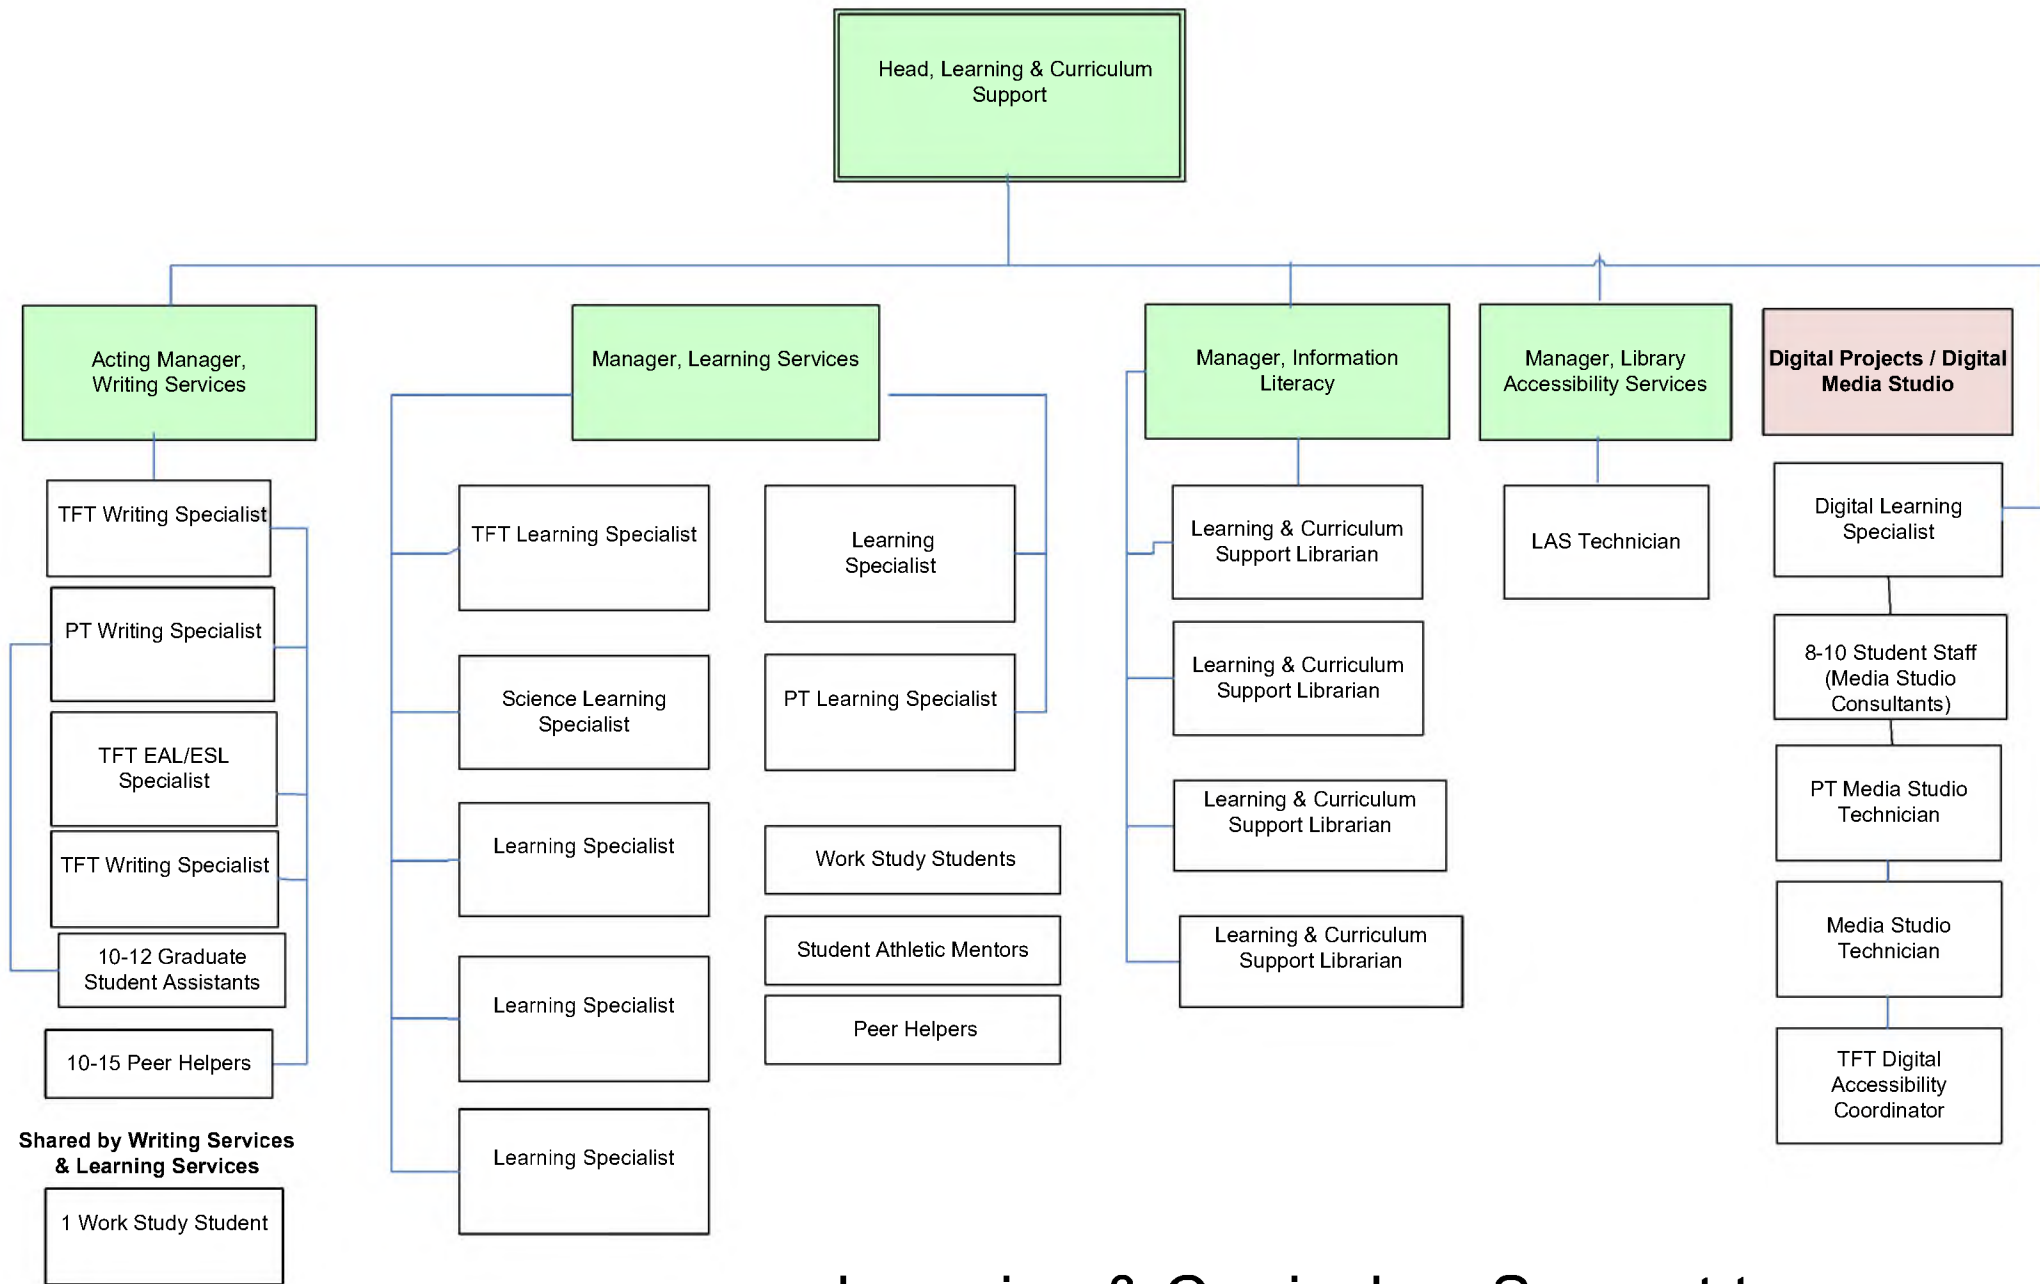 Head, Learning & Curriculum
Support
Acting Manager,
Writing Services
TFT Writing Specialist
PT Writing Specialist
TFT EAL/ESL
Specialist
TFT Writing Specialist
10-12 Graduate
Student Assistants
10-15 Peer Helpers
Shared by Writing Services
& Learning Services
1 Work Study Student
Manager, Learning Services
TFT Learning Specialist
Science Learning
Specialist
Learning Specialist
Learning Specialist
Learning Specialist
Learning
Specialist
PT Learning Specialist
Work Study Students
Student Athletic Mentors
Peer Helpers
Manager, Information
Literacy
Learning & Curriculum
Support Librarian
Learning & Curriculum
Support Librarian
Learning & Curriculum
Support Librarian
Learning & Curriculum
Support Librarian
Manager, Library
Accessibility Services
LAS Technician
Digital Projects / Digital
Media Studio
Digital Learning
Specialist
8-10 Student Staff
(Media Studio
Consultants)
PT Media Studio
Technician
Media Studio
Technician
TFT Digital
Accessibility
Coordinator
Learning & Curriculum Support